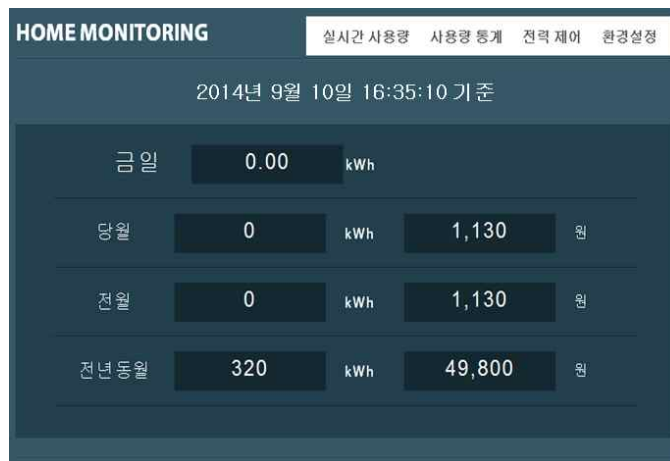 HOME MONITORING 실시간 사용량 사용량 통계 전력 제어 환경설정
2014년 9월 10일 16:35:10 기준
금일 0.00 kWh
당월 0 kWh 1,130 원
전월 0 kWh 1,130 원
전년동월 320 kWh 49,800 원